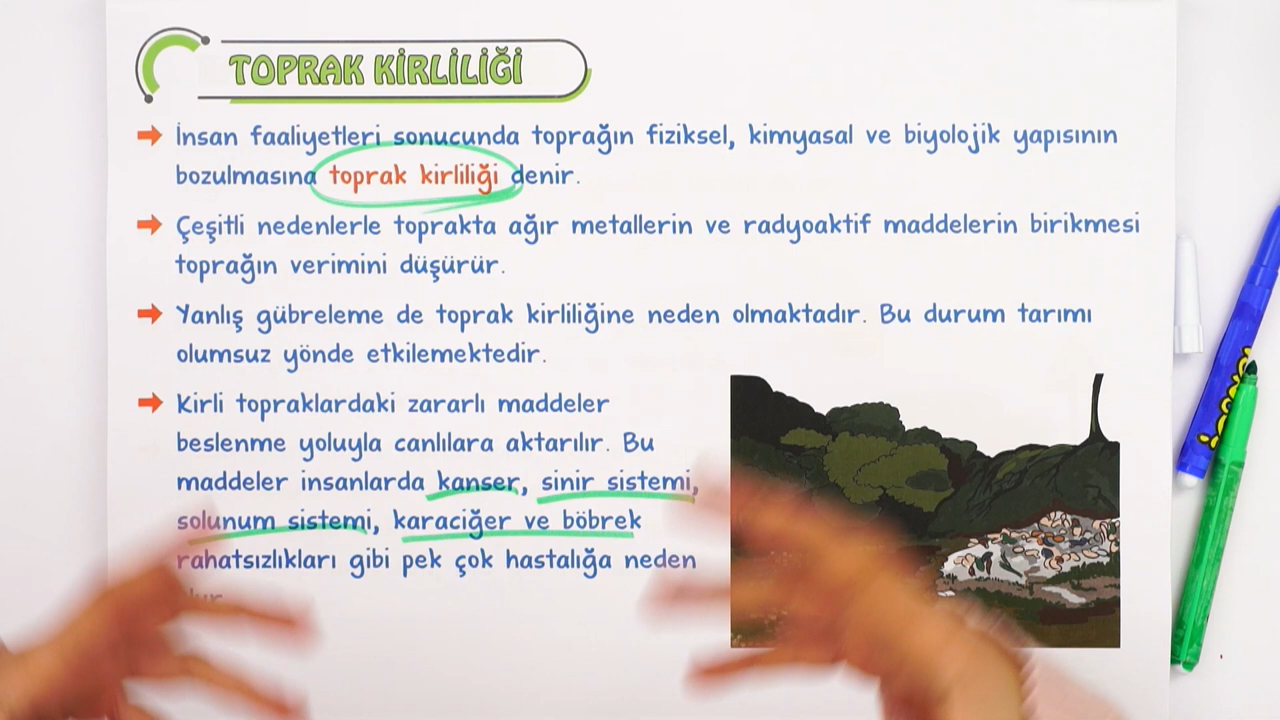 TOPRAK KİRLİLİĞİ
İnsan faaliyetleri sonucunda toprağın fiziksel, kimyasal ve biyolojik yapısının
bozulmasına toprak kirliliği denir.
Çeşitli nedenlerle toprakta ağır metallerin ve radyoaktif maddelerin birikmesi
toprağın verimini düşürür.
Yanlış gübreleme de toprak kirliliğine neden olmaktadır. Bu durum tarımı
olumsuz yönde etkilemektedir.
Kirli topraklardaki zararlı maddeler
beslenme yoluyla canlılara aktarılır. Bu
maddeler insanlarda kanser, sinir sistemi,
solunum sistemi, karaciğer ve böbrek
rahatsızlıkları gibi pek çok hastalığa neden